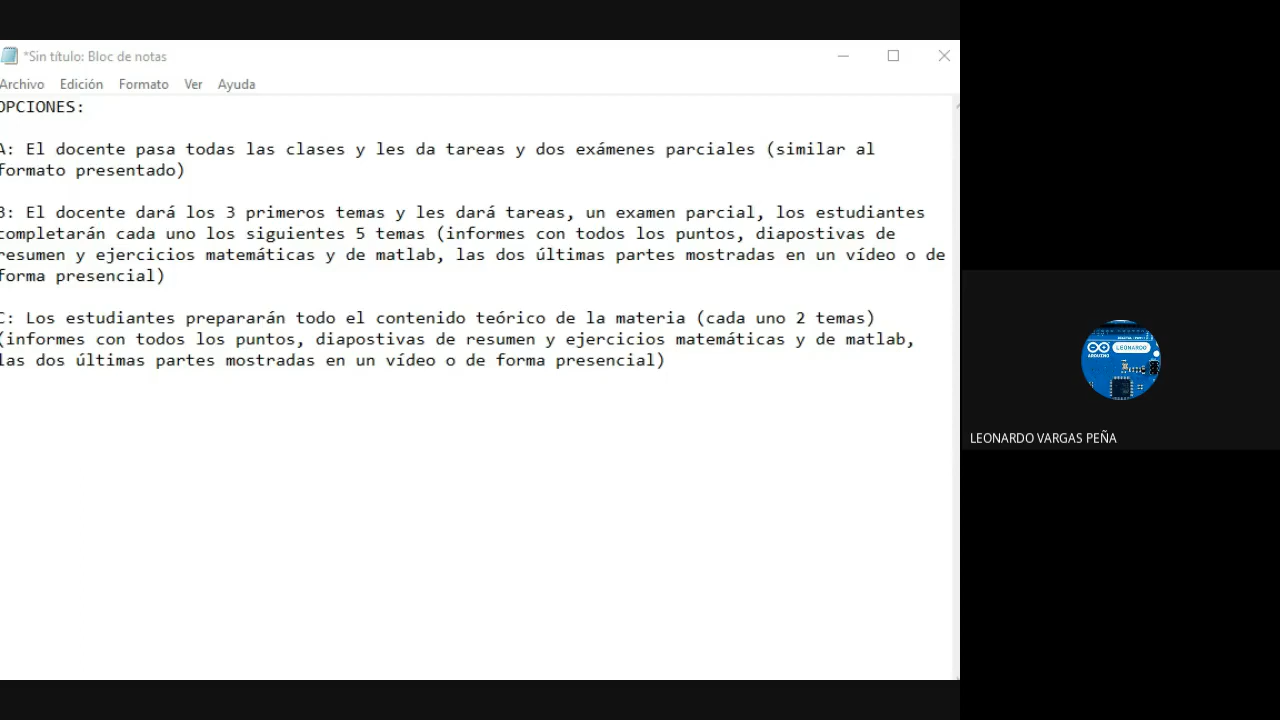 *Sin título: Bloc de notas
Archivo Edición Formato Ver Ayuda
OPCIONES:
A: El docente pasa todas las clases y les da tareas y dos exámenes parciales (similar al
formato presentado)
B: El docente dará los 3 primeros temas y les dará tareas, un examen parcial, los estudiantes
completarán cada uno los siguientes 5 temas (informes con todos los puntos, diapostivas de
resumen y ejercicios matemáticas y de matlab, las dos últimas partes mostradas en un vídeo o de
forma presencial)
C: Los estudiantes prepararán todo el contenido teórico de la materia (cada uno 2 temas)
(informes con todos los puntos, diapostivas de resumen y ejercicios matemáticas y de matlab,
las dos últimas partes mostradas en un vídeo o de forma presencial)
ARDUINO LEONARDO
LEONARDO VARGAS PEÑA